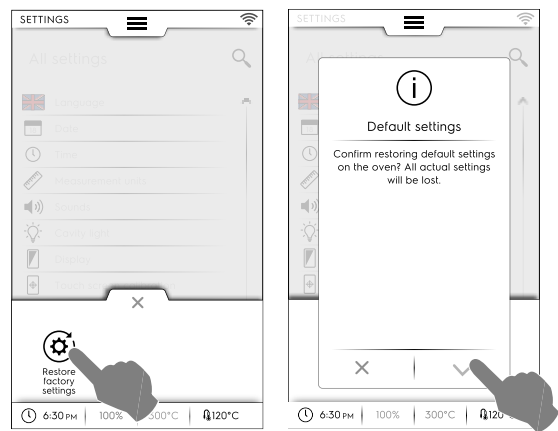 SETTINGS
All settings
Language
Date
Time
Measurement units
Sounds
Cavity light
Display
Restore
factory
settings
6:30 PM
100%
300°C
120°C
SETTINGS
All settings
Default settings
Confirm restoring default settings
on the oven? All actual settings
will be lost.
6:30 PM
100%
300°C
120